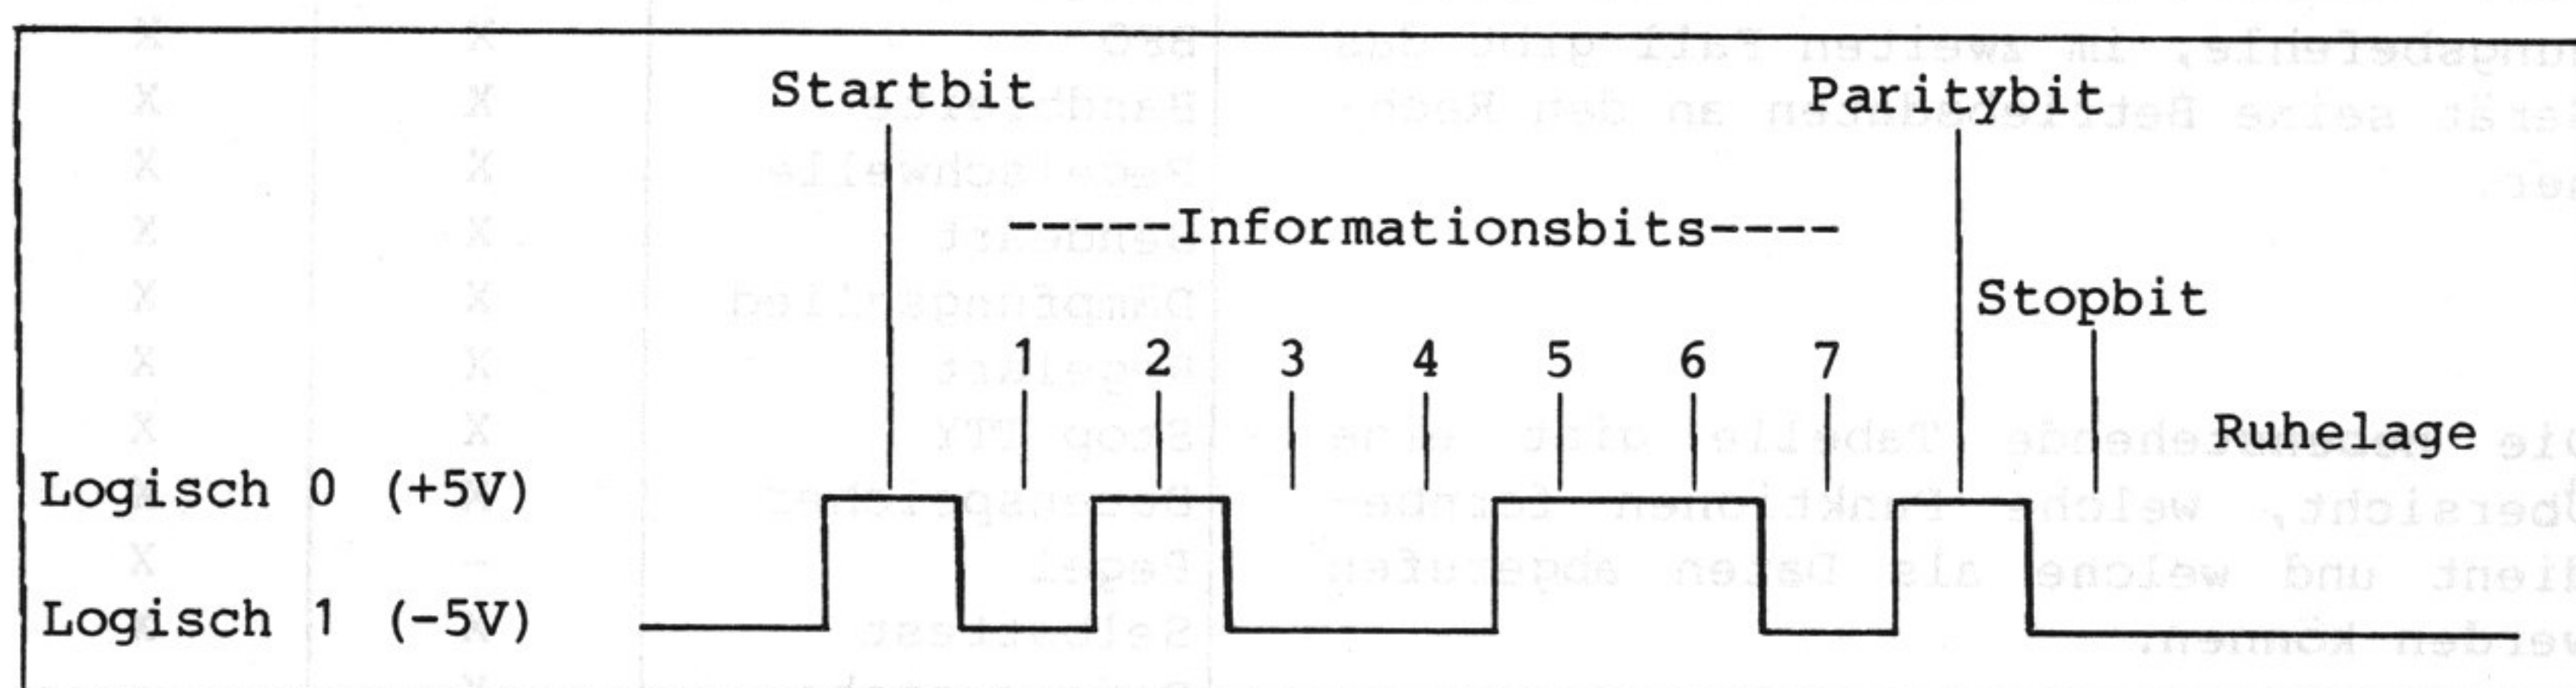 Startbit Paritybit
-----Informationsbits----
Stopbit
1 2 3 4 5 6 7
Ruhelage
Logisch 0 (+5V)
Logisch 1 (-5V)